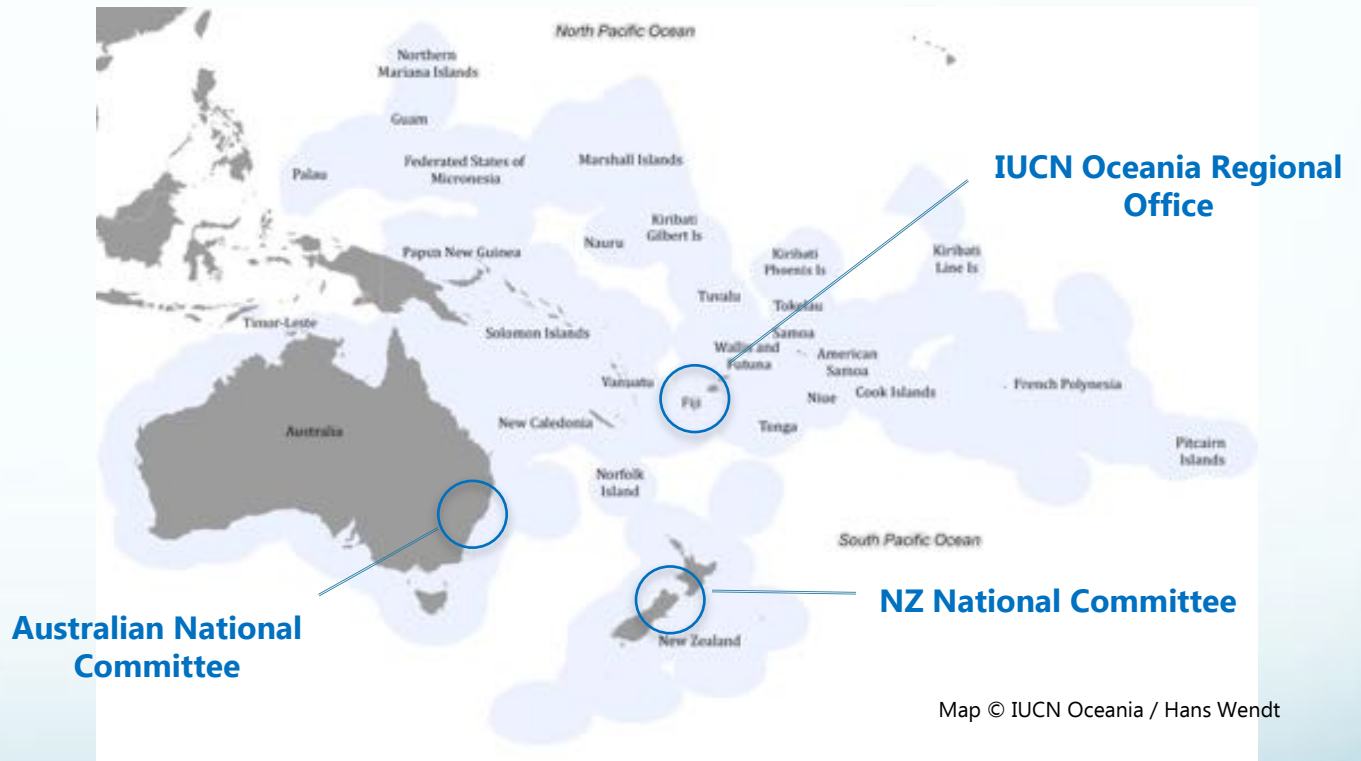 North Pacific Ocean
Northern
Mariana Islands
Guam
Palau
Federated States of
Micronesia
Marshall Islands
IUCN Oceania Regional
Office
Nauru
Kiribati
Gilbert Is
Papua New Guinea
Kiribati
Phoenix Is
Kiribati
Line Is
Tuvalu
Tokelau
Timor-Leste
Solomon Islands
Samoa
Wallis and
Futuna
American
Samoa
Vanuatu
Fiji
Niue
Cook Islands
French Polynesia
New Caledonia
Tonga
Australia
Pitcairn
Islands
Norfolk
Island
South Pacific Ocean
Australian National
Committee
NZ National Committee
New Zealand
Map © IUCN Oceania / Hans Wendt